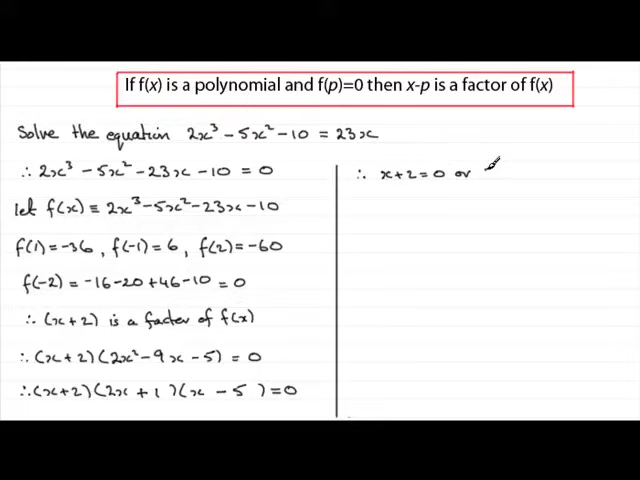 If f(x) is a polynomial and f(p)=0 then x-p is a factor of f(x)
Solve the equation 2x³ - 5x² - 10 = 23x
∴ 2x³ - 5x² - 23x - 10 = 0
let f(x) ≡ 2x³ - 5x² - 23x - 10
f(1) = -36, f(-1) = 6, f(2) = -60
f(-2) = -16 - 20 + 46 - 10 = 0
∴ (x+2) is a factor of f(x)
∴ (x+2)(2x² - 9x - 5) = 0
∴ (x+2)(2x + 1)(x - 5) = 0
∴ x+2 = 0 or